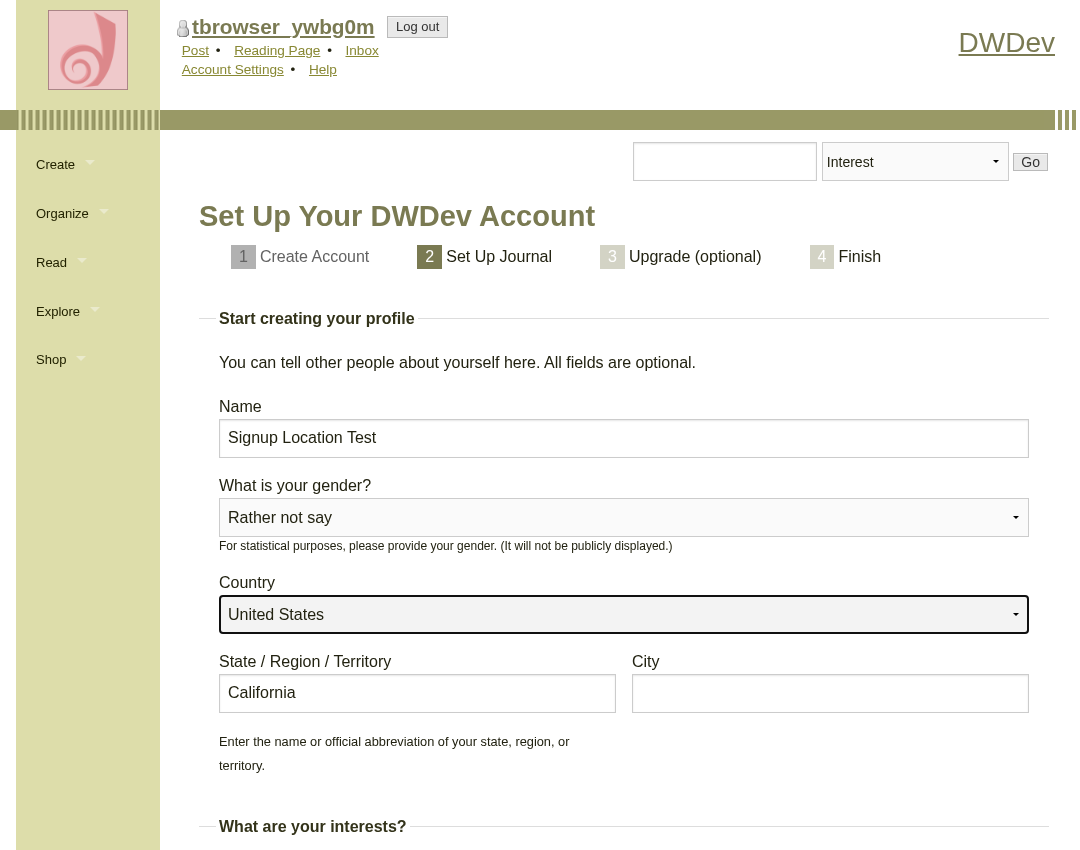 tbrowser_ywbg0m Log out
Post • Reading Page • Inbox
Account Settings • Help
DWDev
Create
Organize
Read
Explore
Shop
Interest Go
Set Up Your DWDev Account
1 Create Account 2 Set Up Journal 3 Upgrade (optional) 4 Finish
Start creating your profile
You can tell other people about yourself here. All fields are optional.
Name
Signup Location Test
What is your gender?
Rather not say
For statistical purposes, please provide your gender. (It will not be publicly displayed.)
Country
United States
State / Region / Territory City
California
Enter the name or official abbreviation of your state, region, or
territory.
What are your interests?